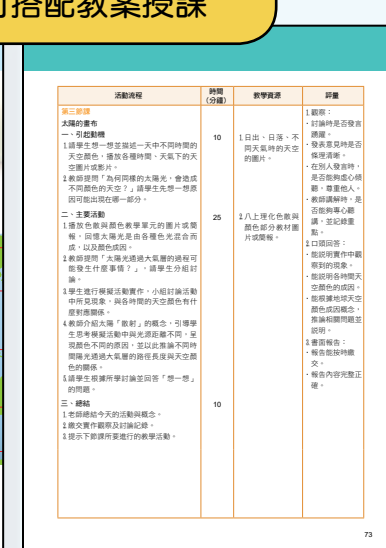 可搭配教案授課
活動流程
時間
（分鐘）
教學資源
評量
第三節課
太陽的畫布
一、引起動機
1.請學生想一想並描述一天中不同時間的
天空顏色，播放各種時間、天氣下的天
空圖片或影片。
2.教師提問「為何同樣的太陽，會造成
不同顏色的天空？」請學生先想一想原
因可能出現在哪一部分。
二、主要活動
1.播放色散與顏色教學單元的圖片或簡
報，回憶太陽光是由各種色光混合而
成，以及顏色成因。
2.教師提問「太陽光通過大氣層的過程可
能發生什麼事情？」，請學生分組討
論。
3.學生進行模擬活動實作，小組討論活動
中所見現象，與各時間的天空顏色有什
麼對應關係。
4.教師介紹太陽「散射」的概念，引導學
生思考模擬活動中與光源距離不同，呈
現顏色不同的原因，並以此推論不同時
間陽光通過大氣層的路徑長度與天空顏
色的關係。
5.請學生根據所學討論並回答「想一想」
的問題。
三、總結
1.老師總結今天的活動與概念。
2.繳交實作觀察及討論記錄。
3.提示下節課所要進行的教學活動。
10
25
10
1.日出、日落、不
同天氣時的天空
的圖片。
2.八上理化色散與
顏色部分教材圖
片或簡報。
1.觀察：
・討論時是否發言
踴躍。
・發表意見時是否
條理清晰。
・在別人發言時，
是否能夠虛心傾
聽，尊重他人。
・教師講解時，是
否能夠專心聽
講，並記錄重
點。
2.口頭回答：
・能說明實作中觀
察到的現象。
・能說明各時間天
空顏色的成因。
・能根據地球天空
顏色成因概念，
推論相關問題並
說明。
3.書面報告：
・報告能按時繳
交。
・報告內容完整正
確。
73